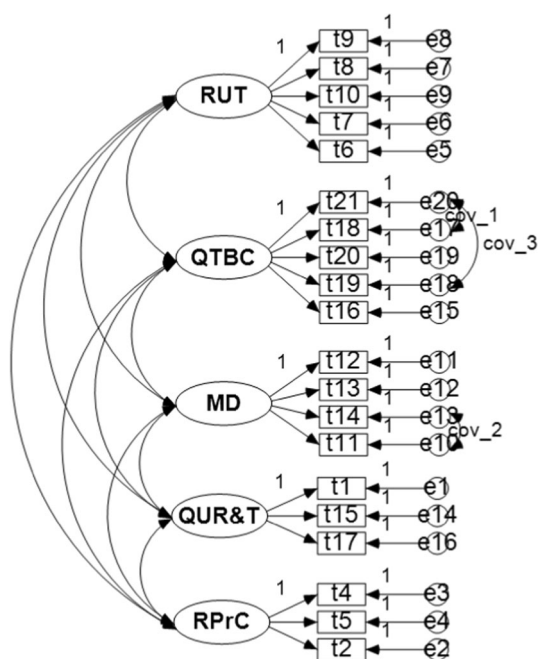 1 t9 1 e8
t8 1 e7
RUT t10 1 e9
t7 1 e6
t6 1 e5
1 t21 1 e20
cov_1
t18 1 e17
cov_3
QTBC t20 1 e19
t19 1 e18
t16 1 e15
1 t12 1 e11
t13 1 e12
MD t14 1 e13
cov_2
t11 1 e10
1 t1 1 e1
QUR&T t15 1 e14
t17 1 e16
1 t4 1 e3
RPrC t5 1 e4
t2 1 e2